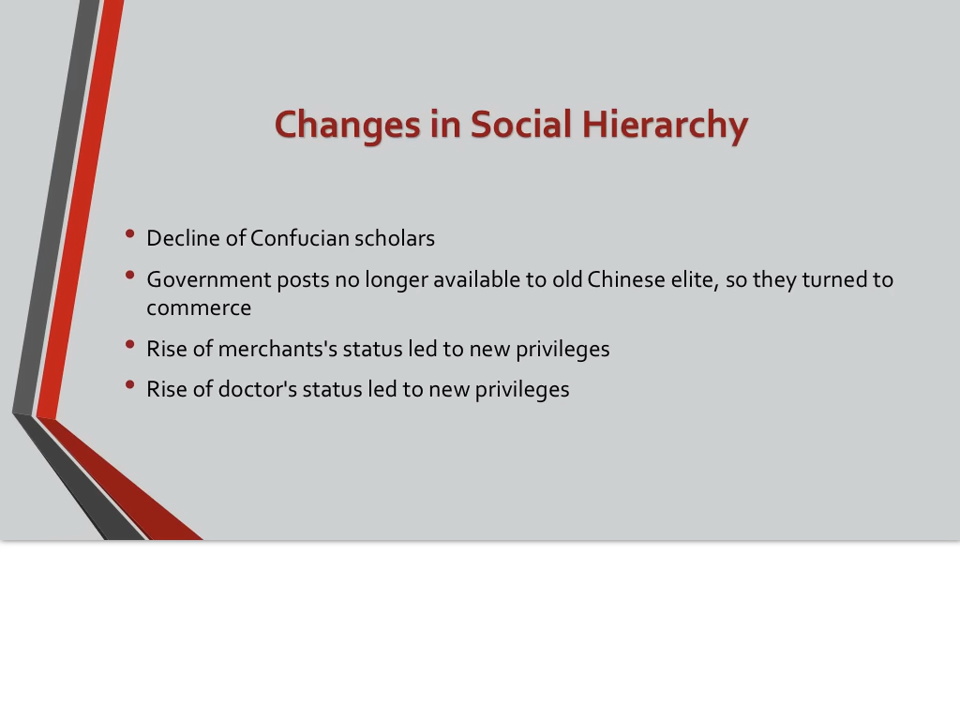 Changes in Social Hierarchy
• Decline of Confucian scholars
• Government posts no longer available to old Chinese elite, so they turned to
commerce
• Rise of merchants's status led to new privileges
• Rise of doctor's status led to new privileges